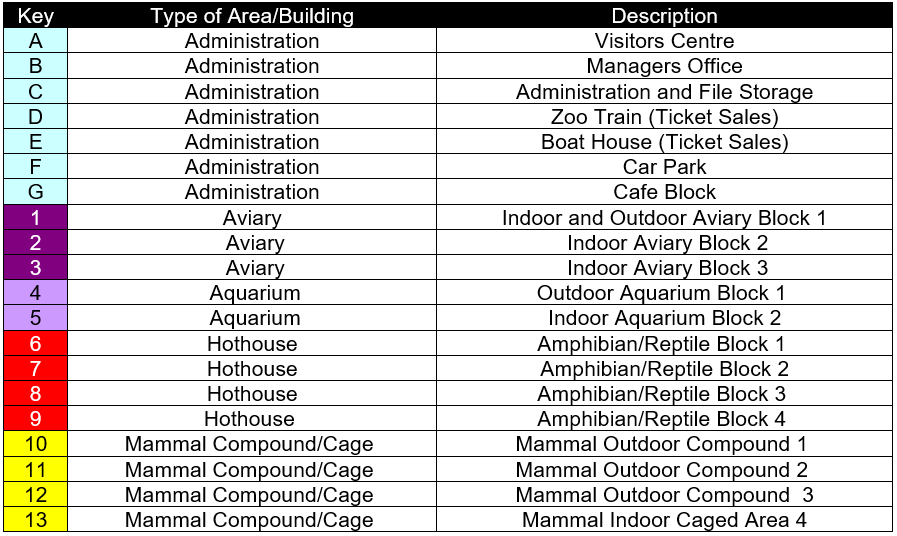 Key Type of Area/Building Description
A Administration Visitors Centre
B Administration Managers Office
C Administration Administration and File Storage
D Administration Zoo Train (Ticket Sales)
E Administration Boat House (Ticket Sales)
F Administration Car Park
G Administration Cafe Block
1 Aviary Indoor and Outdoor Aviary Block 1
2 Aviary Indoor Aviary Block 2
3 Aviary Indoor Aviary Block 3
4 Aquarium Outdoor Aquarium Block 1
5 Aquarium Indoor Aquarium Block 2
6 Hothouse Amphibian/Reptile Block 1
7 Hothouse Amphibian/Reptile Block 2
8 Hothouse Amphibian/Reptile Block 3
9 Hothouse Amphibian/Reptile Block 4
10 Mammal Compound/Cage Mammal Outdoor Compound 1
11 Mammal Compound/Cage Mammal Outdoor Compound 2
12 Mammal Compound/Cage Mammal Outdoor Compound  3
13 Mammal Compound/Cage Mammal Indoor Caged Area 4